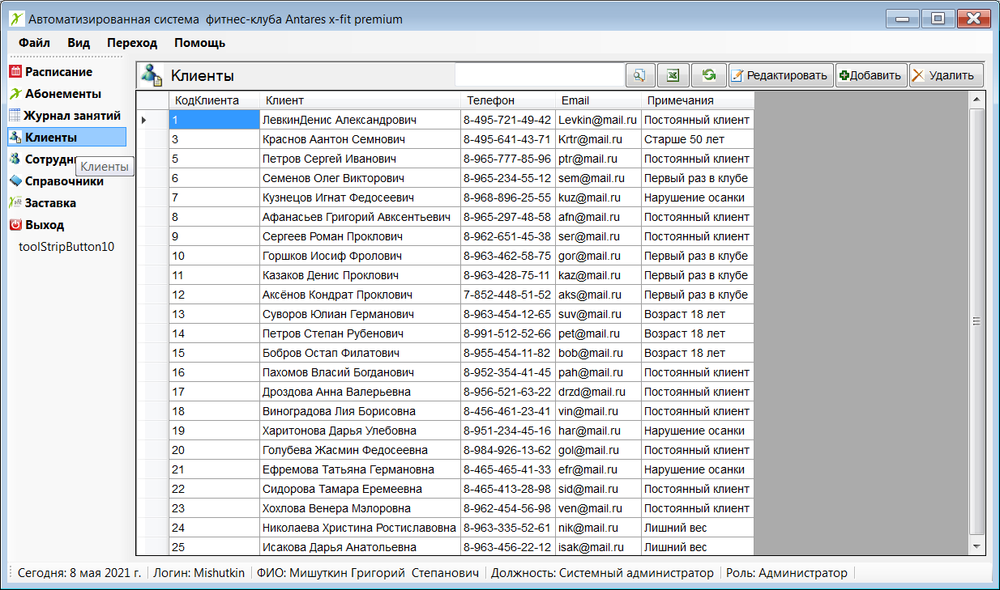 Автоматизированная система  фитнес-клуба Antares x-fit premium
Файл Вид Переход Помощь
Расписание
Абонементы
Журнал занятий
Клиенты
Сотрудн
Клиенты
Справочники
Заставка
Выход
toolStripButton10
Клиенты Редактировать Добавить Удалить
КодКлиента Клиент Телефон Email Примечания
1 ЛевкинДенис Александрович 8-495-721-49-42 Levkin@mail.ru Постоянный клиент
3 Краснов Аантон Семнович 8-495-641-43-71 Krtr@mail.ru Старше 50 лет
5 Петров Сергей Иванович 8-965-777-85-96 ptr@mail.ru Постоянный клиент
6 Семенов Олег Викторович 8-965-234-55-12 sem@mail.ru Первый раз в клубе
7 Кузнецов Игнат Федосеевич 8-968-896-25-55 kuz@mail.ru Нарушение осанки
8 Афанасьев Григорий Авксентьевич 8-965-297-48-58 afn@mail.ru Постоянный клиент
9 Сергеев Роман Проклович 8-962-651-45-38 ser@mail.ru Постоянный клиент
10 Горшков Иосиф Фролович 8-963-462-58-75 gor@mail.ru Первый раз в клубе
11 Казаков Денис Проклович 8-963-428-75-11 kaz@mail.ru Первый раз в клубе
12 Аксёнов Кондрат Проклович 7-852-448-51-52 aks@mail.ru Первый раз в клубе
13 Суворов Юлиан Германович 8-963-454-12-65 suv@mail.ru Возраст 18 лет
14 Петров Степан Рубенович 8-991-512-52-66 pet@mail.ru Возраст 18 лет
15 Бобров Остап Филатович 8-955-454-11-82 bob@mail.ru Возраст 18 лет
16 Пахомов Власий Богданович 8-952-354-41-45 pah@mail.ru Постоянный клиент
17 Дроздова Анна Валерьевна 8-956-521-63-22 drzd@mail.ru Постоянный клиент
18 Виноградова Лия Борисовна 8-456-461-23-41 vin@mail.ru Постоянный клиент
19 Харитонова Дарья Улебовна 8-951-234-45-16 har@mail.ru Нарушение осанки
20 Голубева Жасмин Федосеевна 8-984-926-13-62 gol@mail.ru Постоянный клиент
21 Ефремова Татьяна Германовна 8-465-465-41-33 efr@mail.ru Нарушение осанки
22 Сидорова Тамара Еремеевна 8-465-413-28-98 sid@mail.ru Постоянный клиент
23 Хохлова Венера Мэлоровна 8-962-454-56-98 ven@mail.ru Постоянный клиент
24 Николаева Христина Ростиславовна 8-963-335-52-61 nik@mail.ru Лишний вес
25 Исакова Дарья Анатольевна 8-963-456-22-12 isak@mail.ru Лишний вес
Сегодня: 8 мая 2021 г. Логин: Mishutkin ФИО: Мишуткин Григорий  Степанович Должность: Системный администратор Роль: Администратор